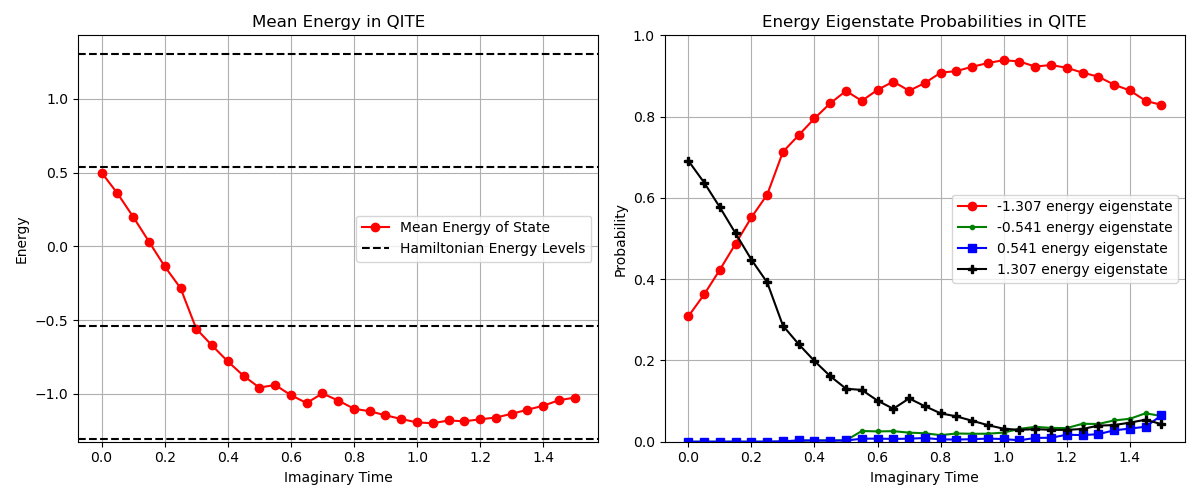 Mean Energy in QITE
1.0
0.5
0.0
−0.5
−1.0
Energy
0.0 0.2 0.4 0.6 0.8 1.0 1.2 1.4
Imaginary Time
Mean Energy of State
Hamiltonian Energy Levels
Energy Eigenstate Probabilities in QITE
1.0
0.8
0.6
0.4
0.2
0.0
Probability
0.0 0.2 0.4 0.6 0.8 1.0 1.2 1.4
Imaginary Time
-1.307 energy eigenstate
-0.541 energy eigenstate
0.541 energy eigenstate
1.307 energy eigenstate